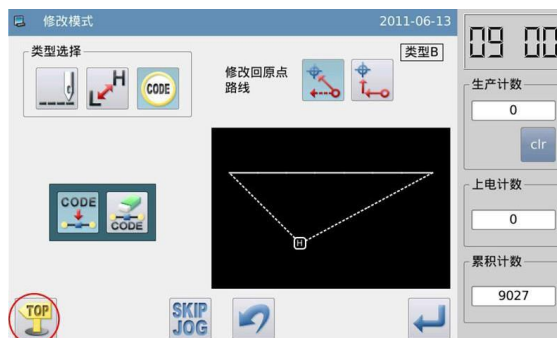 修改模式
2011-06-13
类型选择
H
L
CODE
修改回原点
路线
类型B
CODE
CODE
H
TOP
SKIP
JOG
09 00
生产计数
0
clr
上电计数
0
累积计数
9027